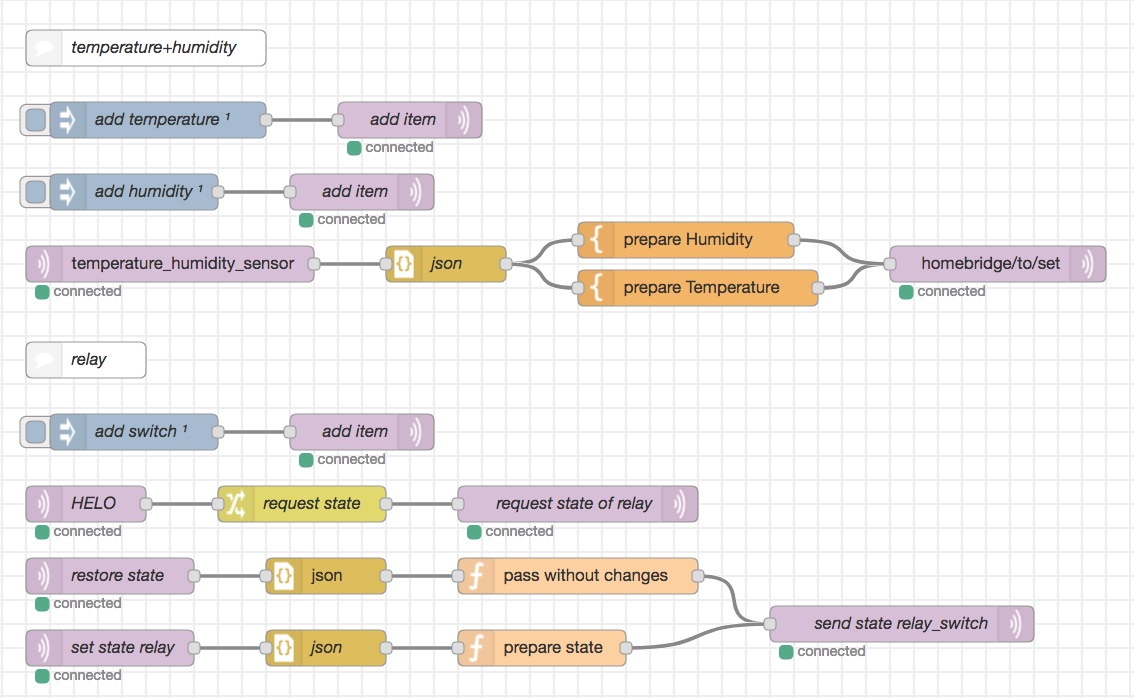 temperature+humidity
add temperature ¹
add item
connected
add humidity ¹
add item
connected
prepare Humidity
temperature_humidity_sensor
json
homebridge/to/set
prepare Temperature
connected
connected
relay
add switch ¹
add item
connected
HELO
request state
request state of relay
connected
connected
restore state
json
pass without changes
connected
send state relay_switch
connected
set state relay
json
prepare state
connected